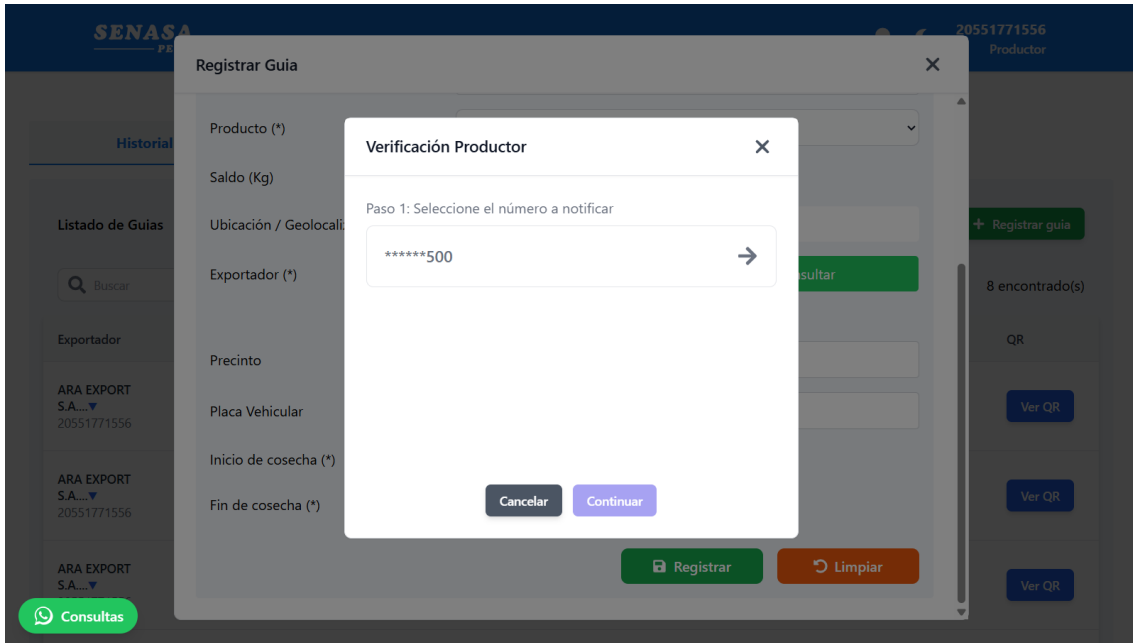 SENASA
20551771556
Productor
Registrar Guia
Historial
Producto (*)
Saldo (Kg)
Ubicación / Geolocali
Exportador (*)
sultar
Precinto
Placa Vehicular
Inicio de cosecha (*)
Fin de cosecha (*)
Registrar
Limpiar
Verificación Productor
Paso 1: Seleccione el número a notificar
******500
Cancelar
Continuar
Listado de Guias
+ Registrar guia
Buscar
8 encontrado(s)
Exportador
QR
ARA EXPORT
S.A....▼
20551771556
Ver QR
ARA EXPORT
S.A....▼
20551771556
Ver QR
ARA EXPORT
S.A....▼
Ver QR
Consultas